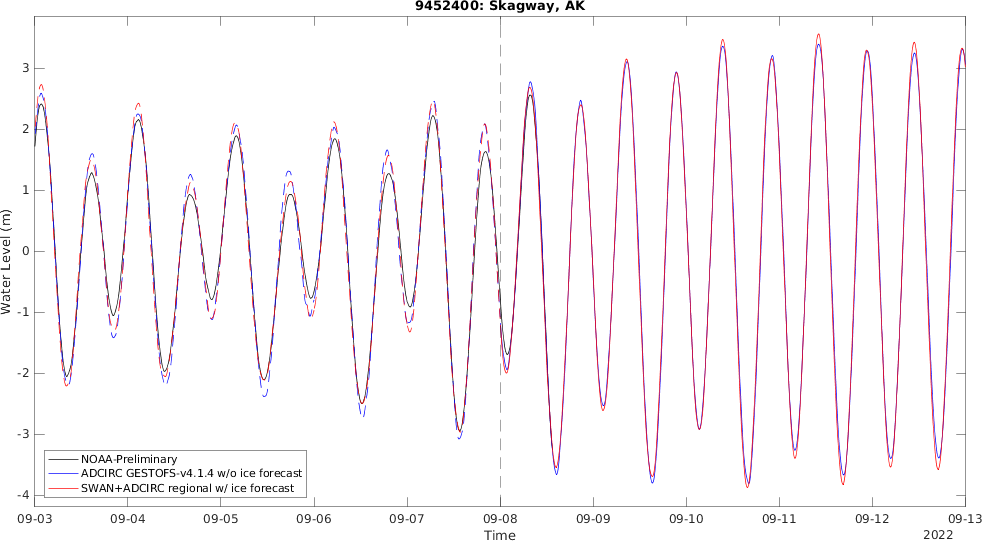 9452400: Skagway, AK
Water Level (m)
3
2
1
0
-1
-2
-3
-4
NOAA-Preliminary
ADCIRC GESTOFS-v4.1.4 w/o ice forecast
SWAN+ADCIRC regional w/ ice forecast
09-03 09-04 09-05 09-06 09-07 09-08 09-09 09-10 09-11 09-12 09-13
Time
2022